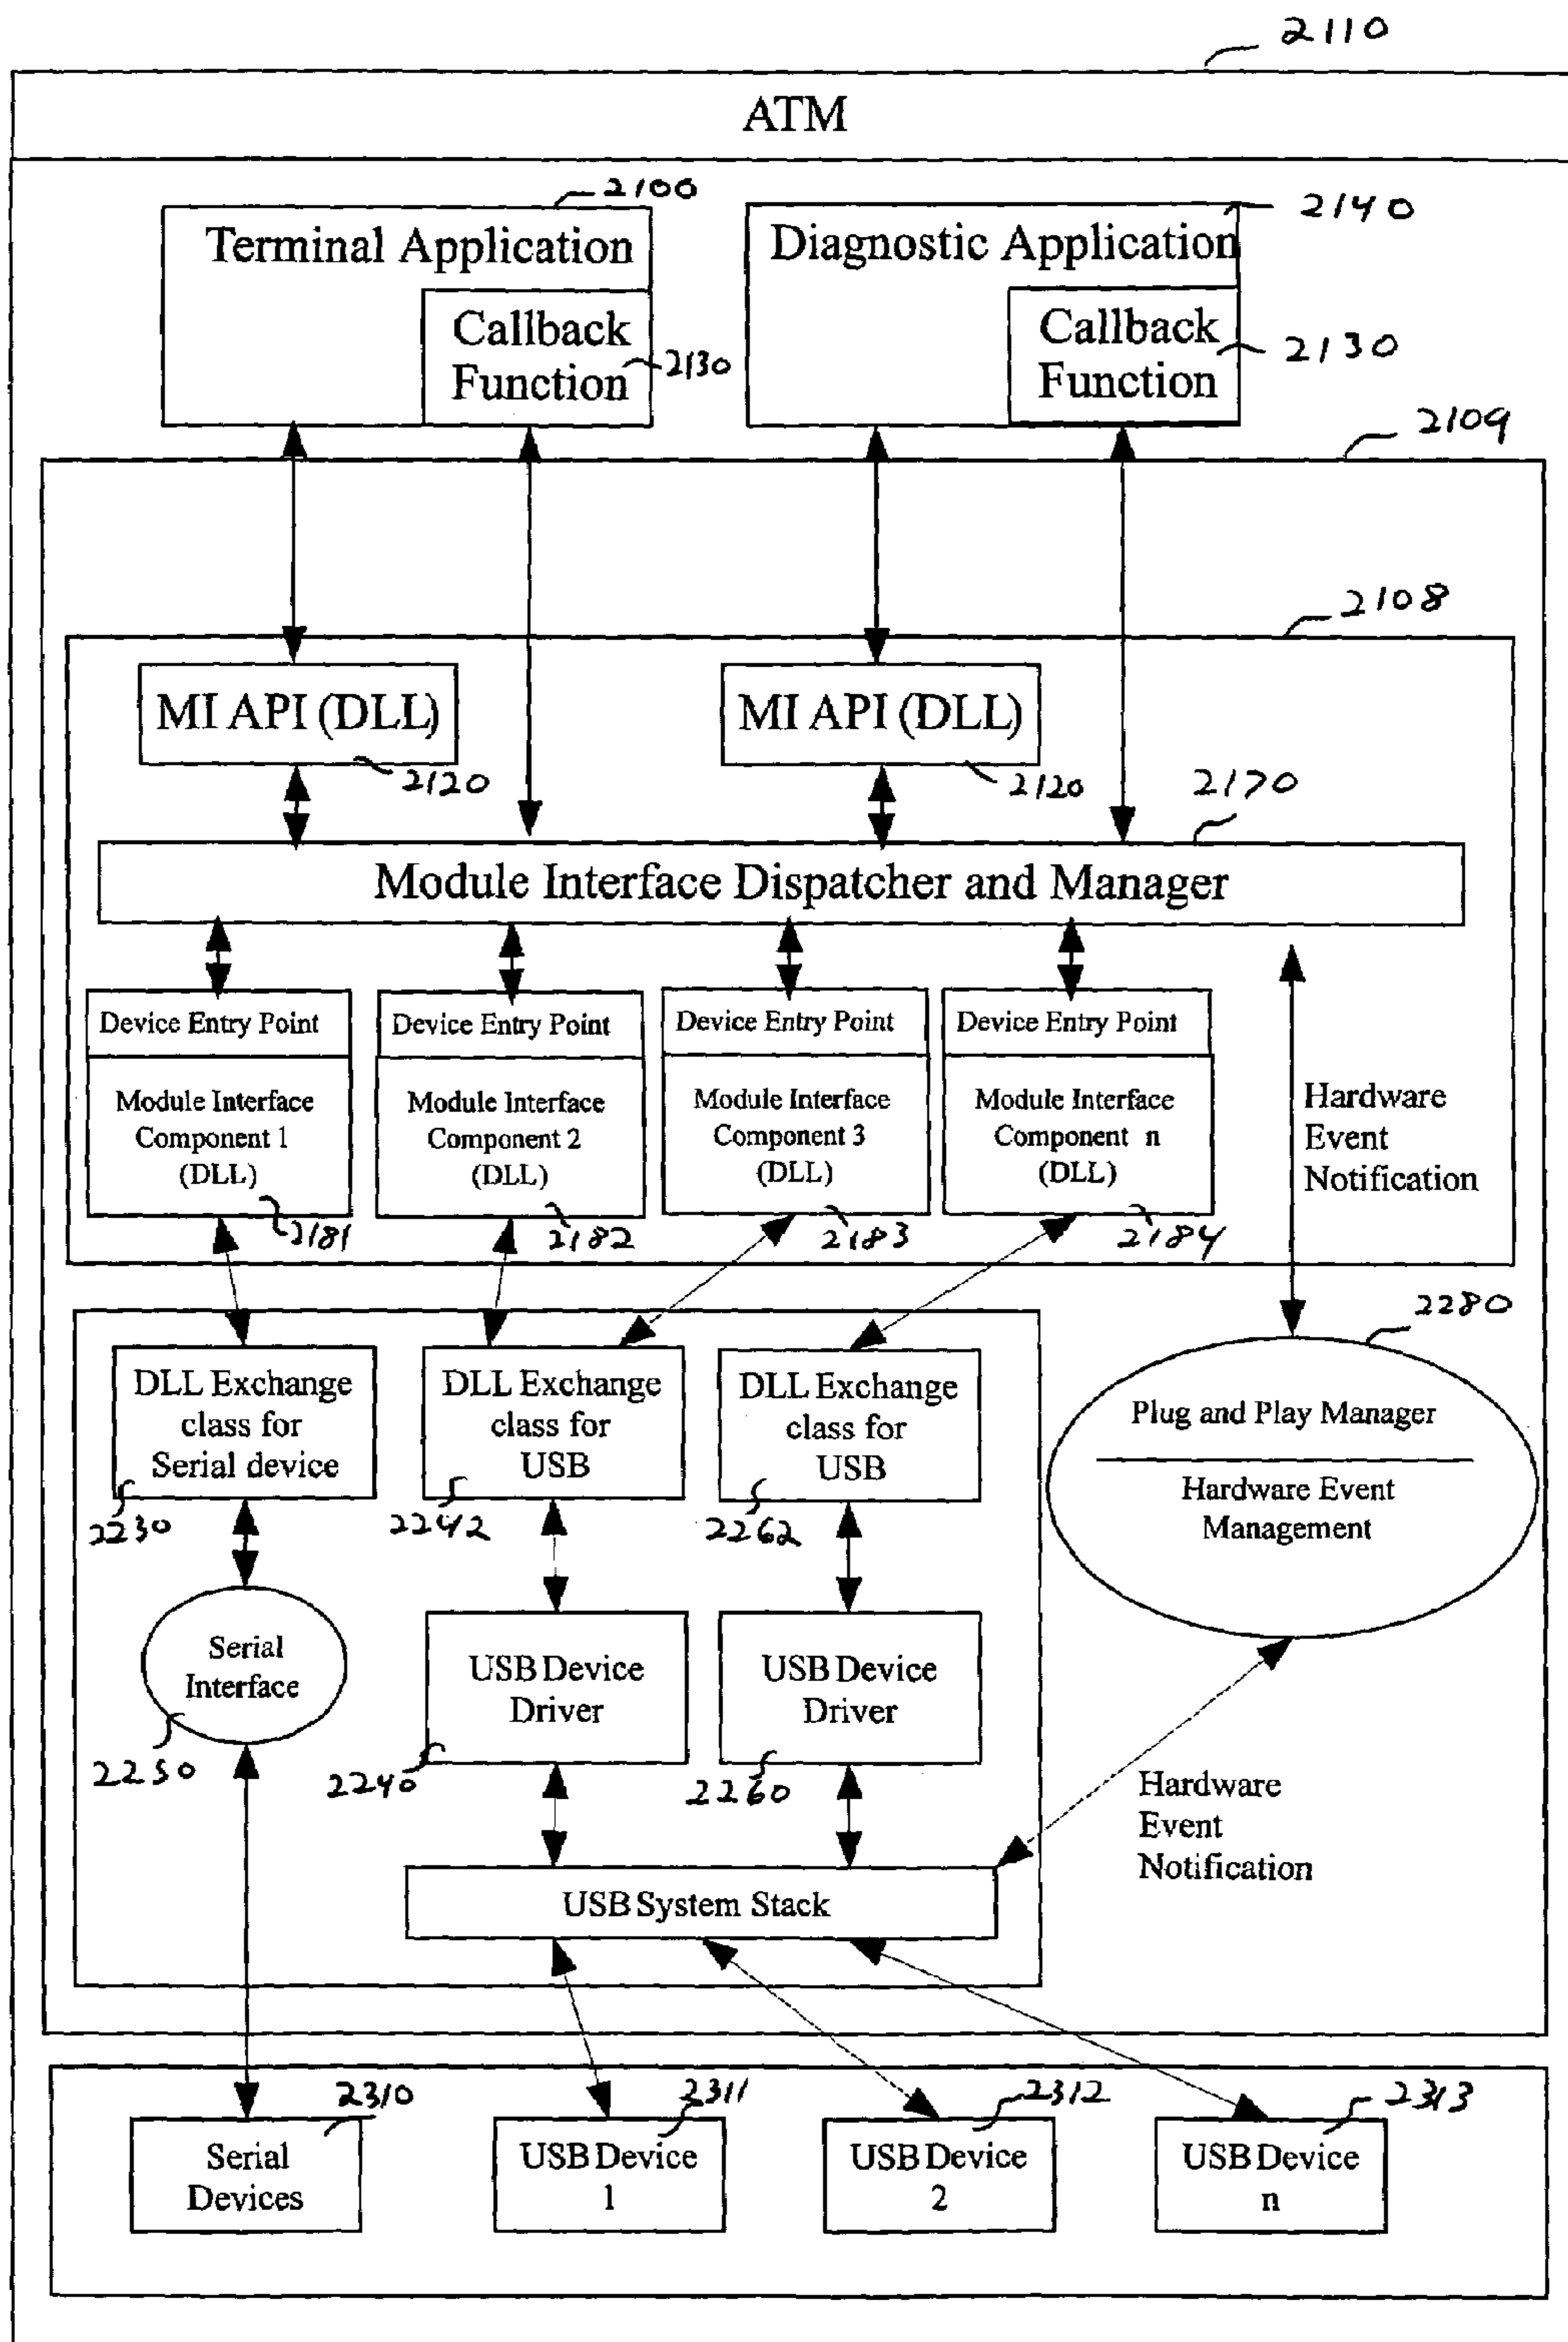 2110
ATM
2100
2140
Terminal Application
Diagnostic Application
Callback
Function
2130
Callback
Function
2130
2109
2108
MI API (DLL)
MI API (DLL)
2120
2120
2170
Module Interface Dispatcher and Manager
Device Entry Point
Device Entry Point
Device Entry Point
Device Entry Point
Module Interface
Component 1
(DLL)
Module Interface
Component 2
(DLL)
Module Interface
Component 3
(DLL)
Module Interface
Component n
(DLL)
Hardware
Event
Notification
2181
2182
2183
2184
2280
DLL Exchange
class for
Serial device
DLL Exchange
class for
USB
DLL Exchange
class for
USB
Plug and Play Manager
Hardware Event
Management
2230
2242
2262
Serial
Interface
USB Device
Driver
USB Device
Driver
2250
2240
2260
Hardware
Event
Notification
USB System Stack
2310
2311
2312
2313
Serial
Devices
USB Device
1
USB Device
2
USB Device
n